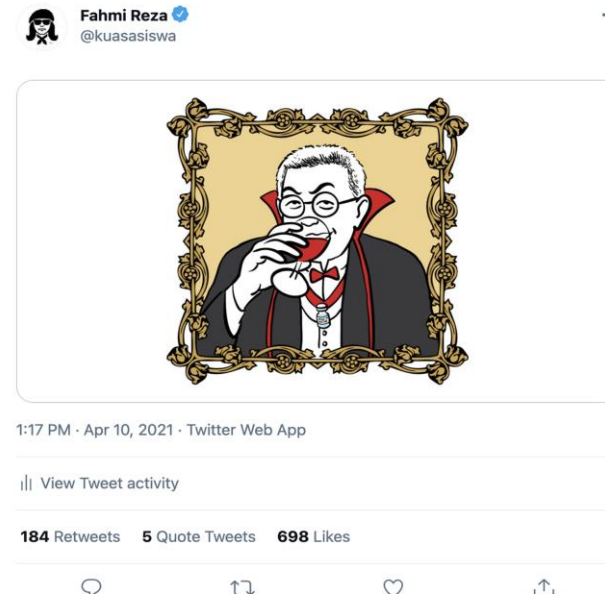 Fahmi Reza
@kuasasiswa
1:17 PM · Apr 10, 2021 · Twitter Web App
View Tweet activity
184 Retweets 5 Quote Tweets 698 Likes